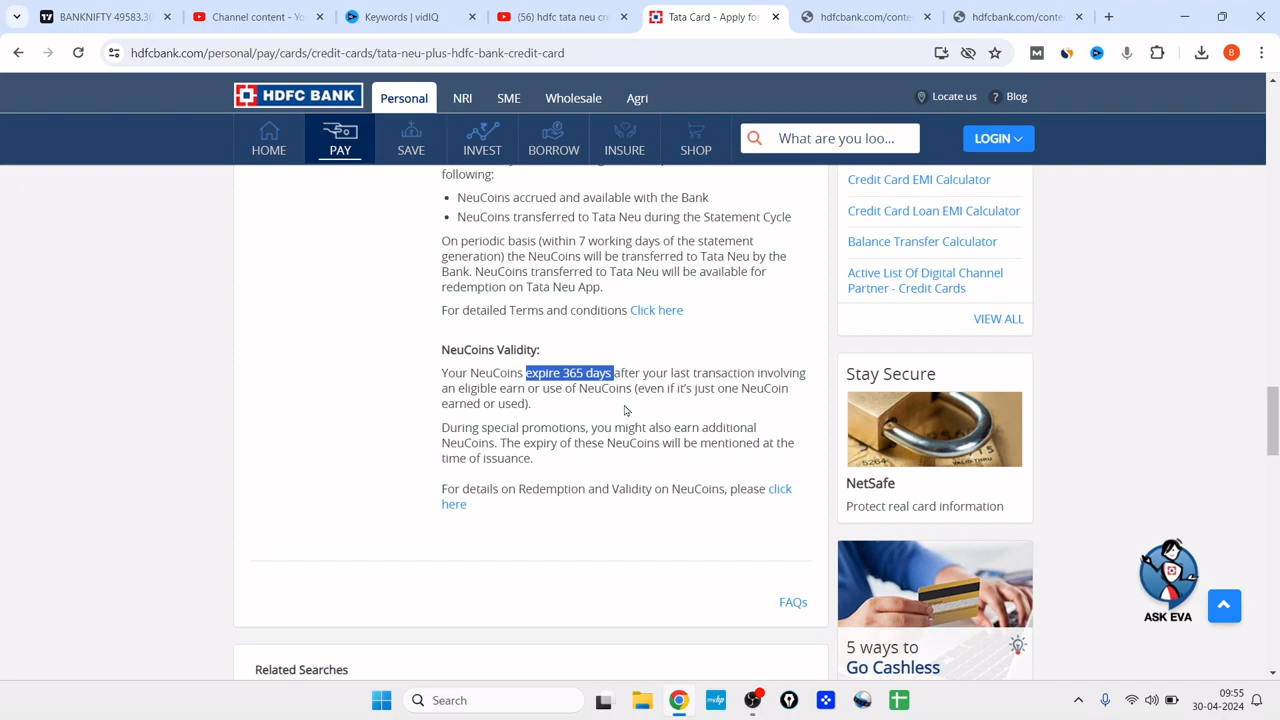 BANKNIFTY 49583.30
Channel content - Yo
Keywords | vidIQ
(56) hdfc tata neu cre
Tata Card - Apply for
hdfcbank.com/conte
hdfcbank.com/conte
hdfcbank.com/personal/pay/cards/credit-cards/tata-neu-plus-hdfc-bank-credit-card
M
B
HDFC BANK
Personal
NRI
SME
Wholesale
Agri
Locate us
? Blog
HOME
PAY
SAVE
INVEST
BORROW
INSURE
SHOP
What are you loo...
LOGIN
following:
• NeuCoins accrued and available with the Bank
• NeuCoins transferred to Tata Neu during the Statement Cycle
On periodic basis (within 7 working days of the statement
generation) the NeuCoins will be transferred to Tata Neu by the
Bank. NeuCoins transferred to Tata Neu will be available for
redemption on Tata Neu App.
For detailed Terms and conditions Click here
NeuCoins Validity:
Your NeuCoins expire 365 days after your last transaction involving
an eligible earn or use of NeuCoins (even if it's just one NeuCoin
earned or used).
During special promotions, you might also earn additional
NeuCoins. The expiry of these NeuCoins will be mentioned at the
time of issuance.
For details on Redemption and Validity on NeuCoins, please click
here
FAQs
Related Searches
Credit Card EMI Calculator
Credit Card Loan EMI Calculator
Balance Transfer Calculator
Active List Of Digital Channel
Partner - Credit Cards
VIEW ALL
Stay Secure
5264
VALID THRU
NetSafe
Protect real card information
5 ways to
Go Cashless
ASK EVA
Search
myhp
09:55
30-04-2024